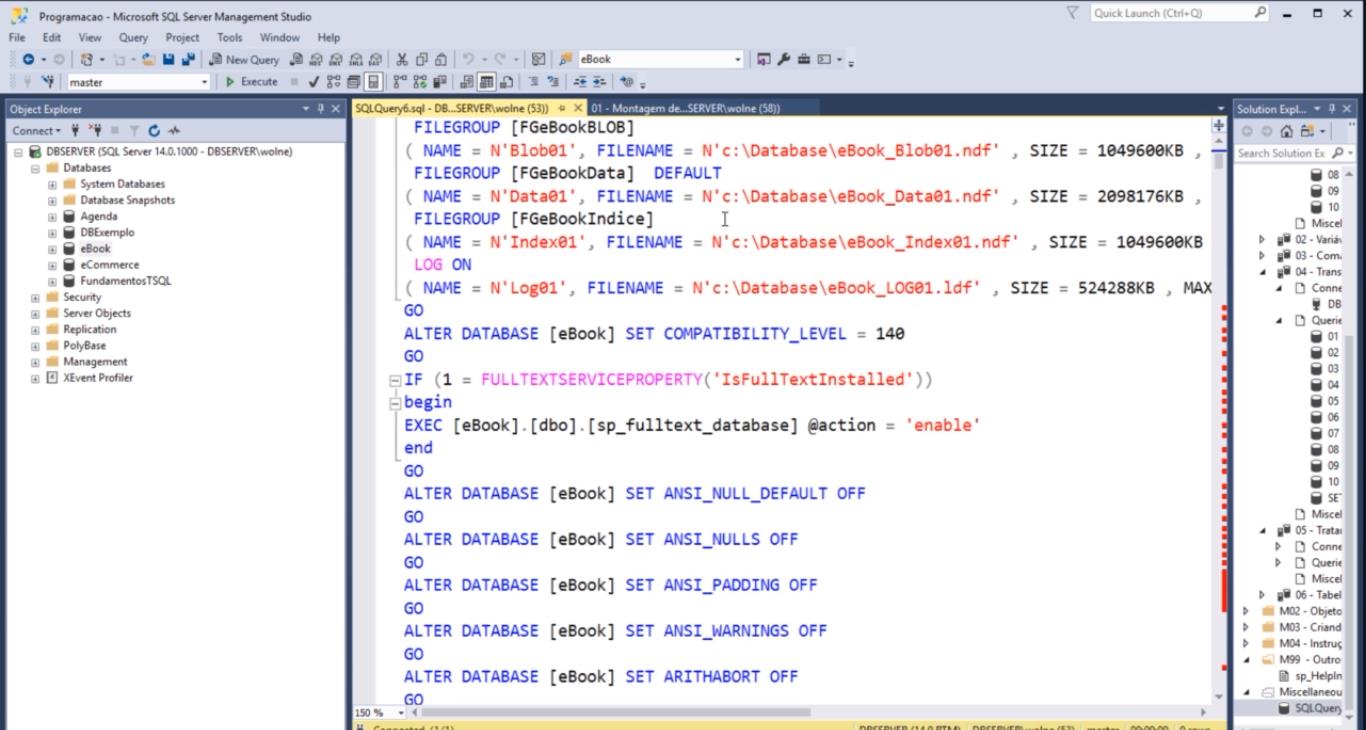 Programacao - Microsoft SQL Server Management Studio
Quick Launch (Ctrl+Q)
File Edit View Query Project Tools Window Help
New Query
eBook
master
Execute
Object Explorer
Connect
DBSERVER (SQL Server 14.0.1000 - DBSERVER\wolne)
Databases
System Databases
Database Snapshots
Agenda
DBExemplo
eBook
eCommerce
FundamentosTSQL
Security
Server Objects
Replication
PolyBase
Management
XEvent Profiler
SQLQuery6.sql - DB...SERVER\wolne (53))
01 - Montagem de...SERVER\wolne (58))
FILEGROUP [FGeBookBLOB]
( NAME = N'Blob01', FILENAME = N'c:\Database\eBook_Blob01.ndf' , SIZE = 1049600KB ,
FILEGROUP [FGeBookData]  DEFAULT
( NAME = N'Data01', FILENAME = N'c:\Database\eBook_Data01.ndf' , SIZE = 2098176KB ,
FILEGROUP [FGeBookIndice]
( NAME = N'Index01', FILENAME = N'c:\Database\eBook_Index01.ndf' , SIZE = 1049600KB
LOG ON
( NAME = N'Log01', FILENAME = N'c:\Database\eBook_LOG01.ldf' , SIZE = 524288KB , MAX
GO
ALTER DATABASE [eBook] SET COMPATIBILITY_LEVEL = 140
GO
IF (1 = FULLTEXTSERVICEPROPERTY('IsFullTextInstalled'))
begin
EXEC [eBook].[dbo].[sp_fulltext_database] @action = 'enable'
end
GO
ALTER DATABASE [eBook] SET ANSI_NULL_DEFAULT OFF
GO
ALTER DATABASE [eBook] SET ANSI_NULLS OFF
GO
ALTER DATABASE [eBook] SET ANSI_PADDING OFF
GO
ALTER DATABASE [eBook] SET ANSI_WARNINGS OFF
GO
ALTER DATABASE [eBook] SET ARITHABORT OFF
GO
150 %
Solution Expl...
Search Solution Ex
08
09
10
Miscel
02 - Variáv
03 - Coma
04 - Trans
Conne
DB
Querie
01
02
03
04
05
06
07
08
09
10
SE
Miscel
05 - Tratar
Conne
Querie
Miscel
06 - Tabel
M02 - Objeto
M03 - Criand
M04 - Instruç
M99 - Outro
sp_HelpIn
Miscellaneou
SQLQuery